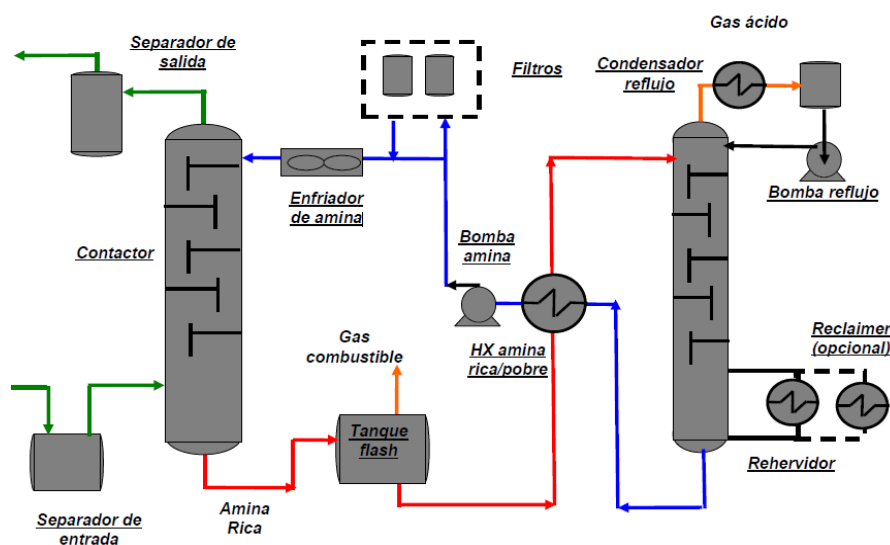 Gas ácido
Separador de
salida
Condensador
reflujo
Filtros
Bomba reflujo
Enfriador
de amina
Bomba
amina
Contactor
Gas
combustible
HX amina
rica/pobre
Reclaimer
(opcional)
Tanque
flash
Rehervidor
Amina
Rica
Separador de
entrada